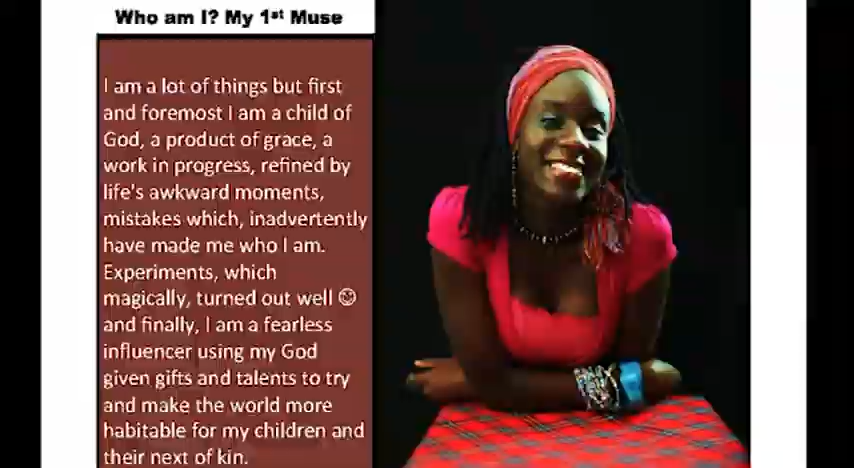 Who am I? My 1st Muse
I am a lot of things but first
and foremost I am a child of
God, a product of grace, a
work in progress, refined by
life's awkward moments,
mistakes which, inadvertently
have made me who I am.
Experiments, which
magically, turned out well ☺
and finally, I am a fearless
influencer using my God
given gifts and talents to try
and make the world more
habitable for my children and
their next of kin.